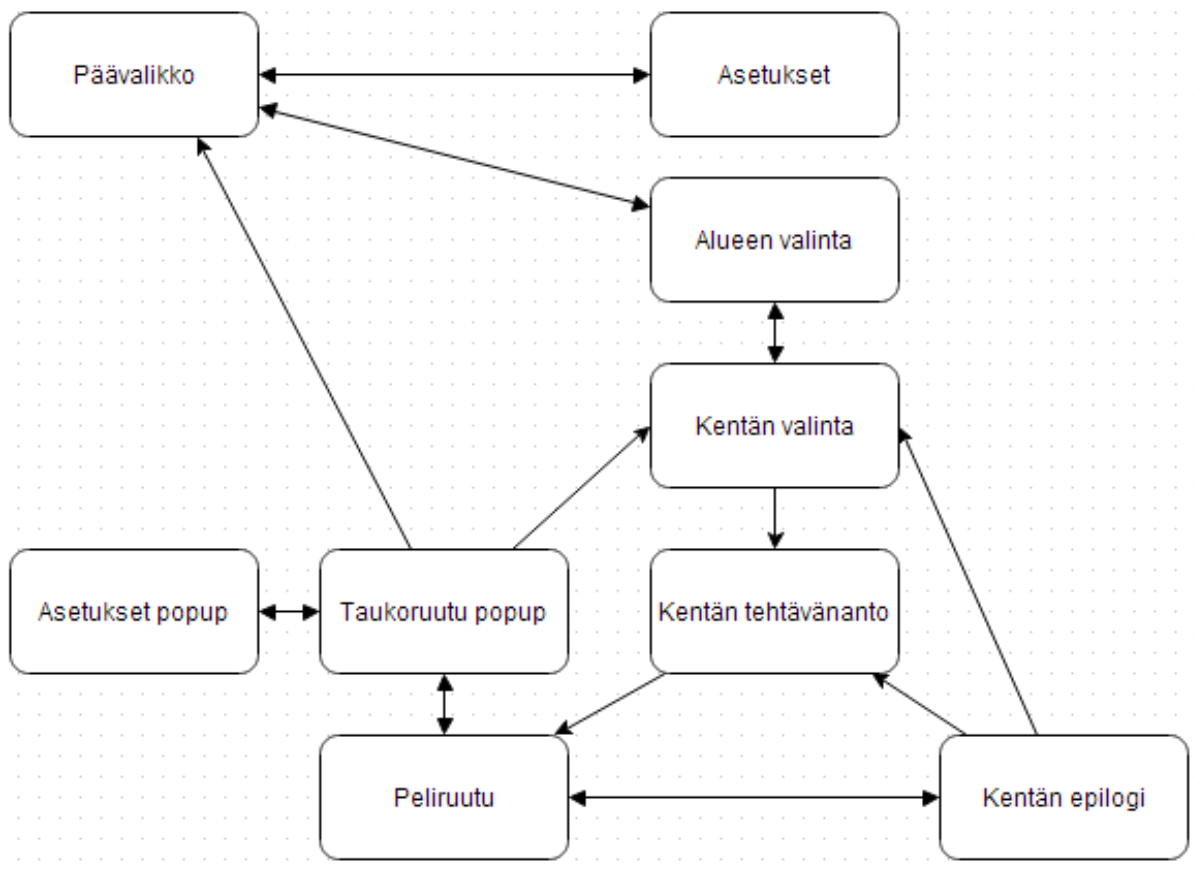 Päävalikko
Asetukset
Alueen valinta
Kentän valinta
Asetukset popup
Taukoruutu popup
Kentän tehtävänanto
Peliruutu
Kentän epilogi